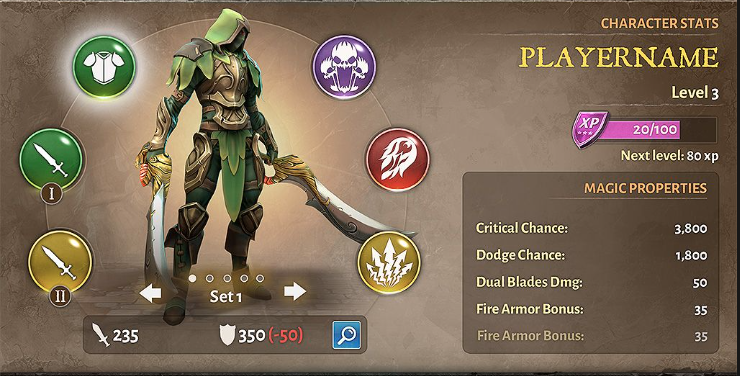 CHARACTER STATS
PLAYERNAME
Level 3
XP
20/100
Next level: 80 xp
MAGIC PROPERTIES
Critical Chance: 3,800
Dodge Chance: 1,800
Dual Blades Dmg: 50
Fire Armor Bonus: 35
Fire Armor Bonus: 35
I
II
Set 1
235 350 (-50)